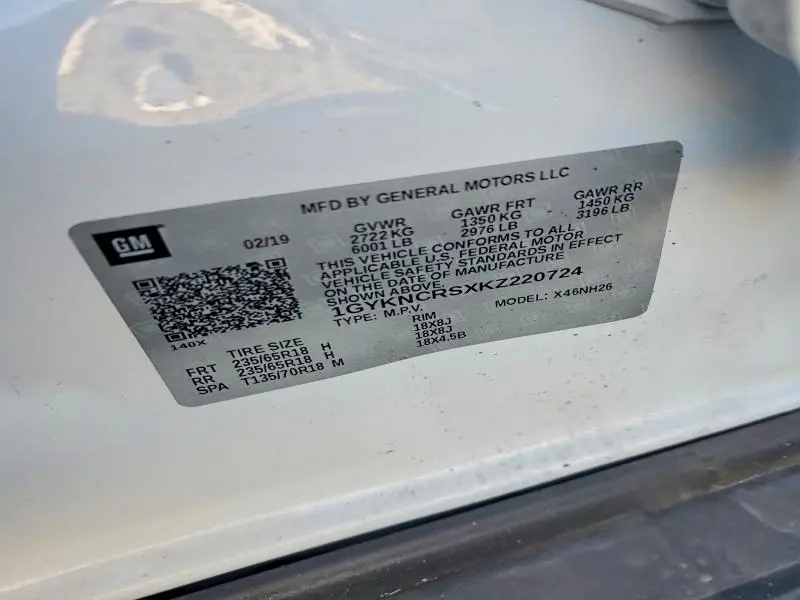 MFD BY GENERAL MOTORS LLC
GM
02/19
GVWR GAWR FRT GAWR RR
2722 KG 1350 KG 1450 KG
6001 LB 2976 LB 3196 LB
THIS VEHICLE CONFORMS TO ALL
APPLICABLE U.S. FEDERAL MOTOR
VEHICLE SAFETY STANDARDS IN EFFECT
ON THE DATE OF MANUFACTURE
SHOWN ABOVE.
1GYKNCRSXKZ220724
TYPE: M.P.V. MODEL: X46NH26
140X
TIRE SIZE RIM
FRT 235/65R18 H 18X8J
RR 235/65R18 H 18X8J
SPA T135/70R18 M 18X4.5B